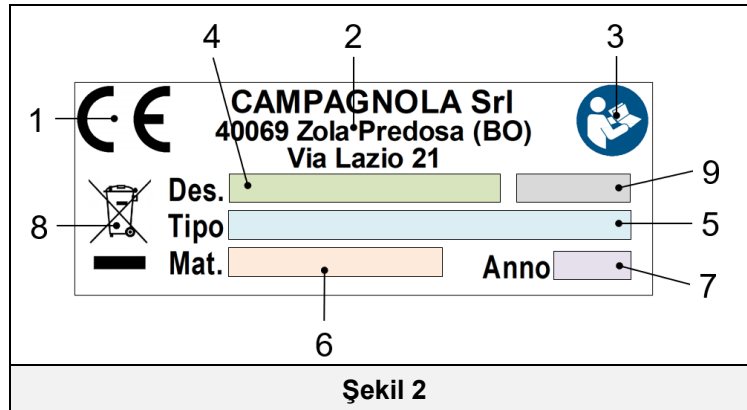 4 2 3
1 CE CAMPAGNOLA Srl
40069 Zola Predosa (BO)
Via Lazio 21
Des. 9
8 Tipo 5
Mat. Anno 7
6
Şekil 2